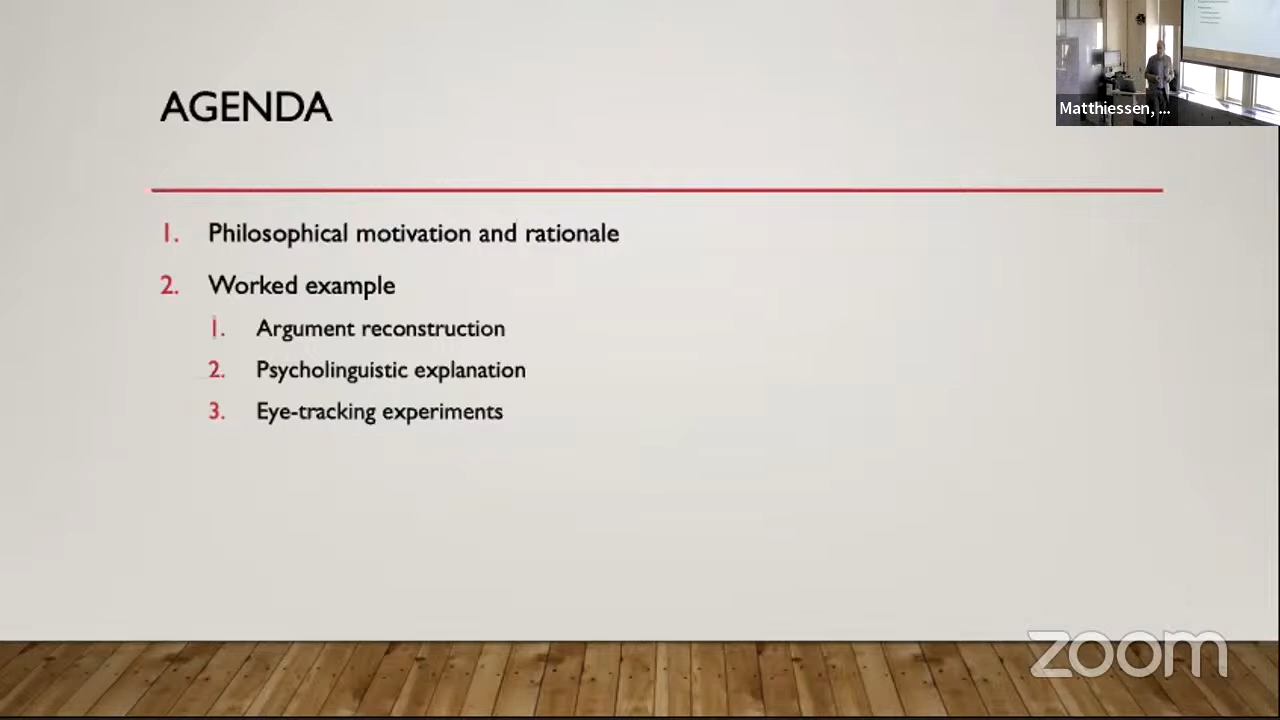 AGENDA
Matthiessen, ...
1. Philosophical motivation and rationale
2. Worked example
1. Argument reconstruction
2. Psycholinguistic explanation
3. Eye-tracking experiments
zoom